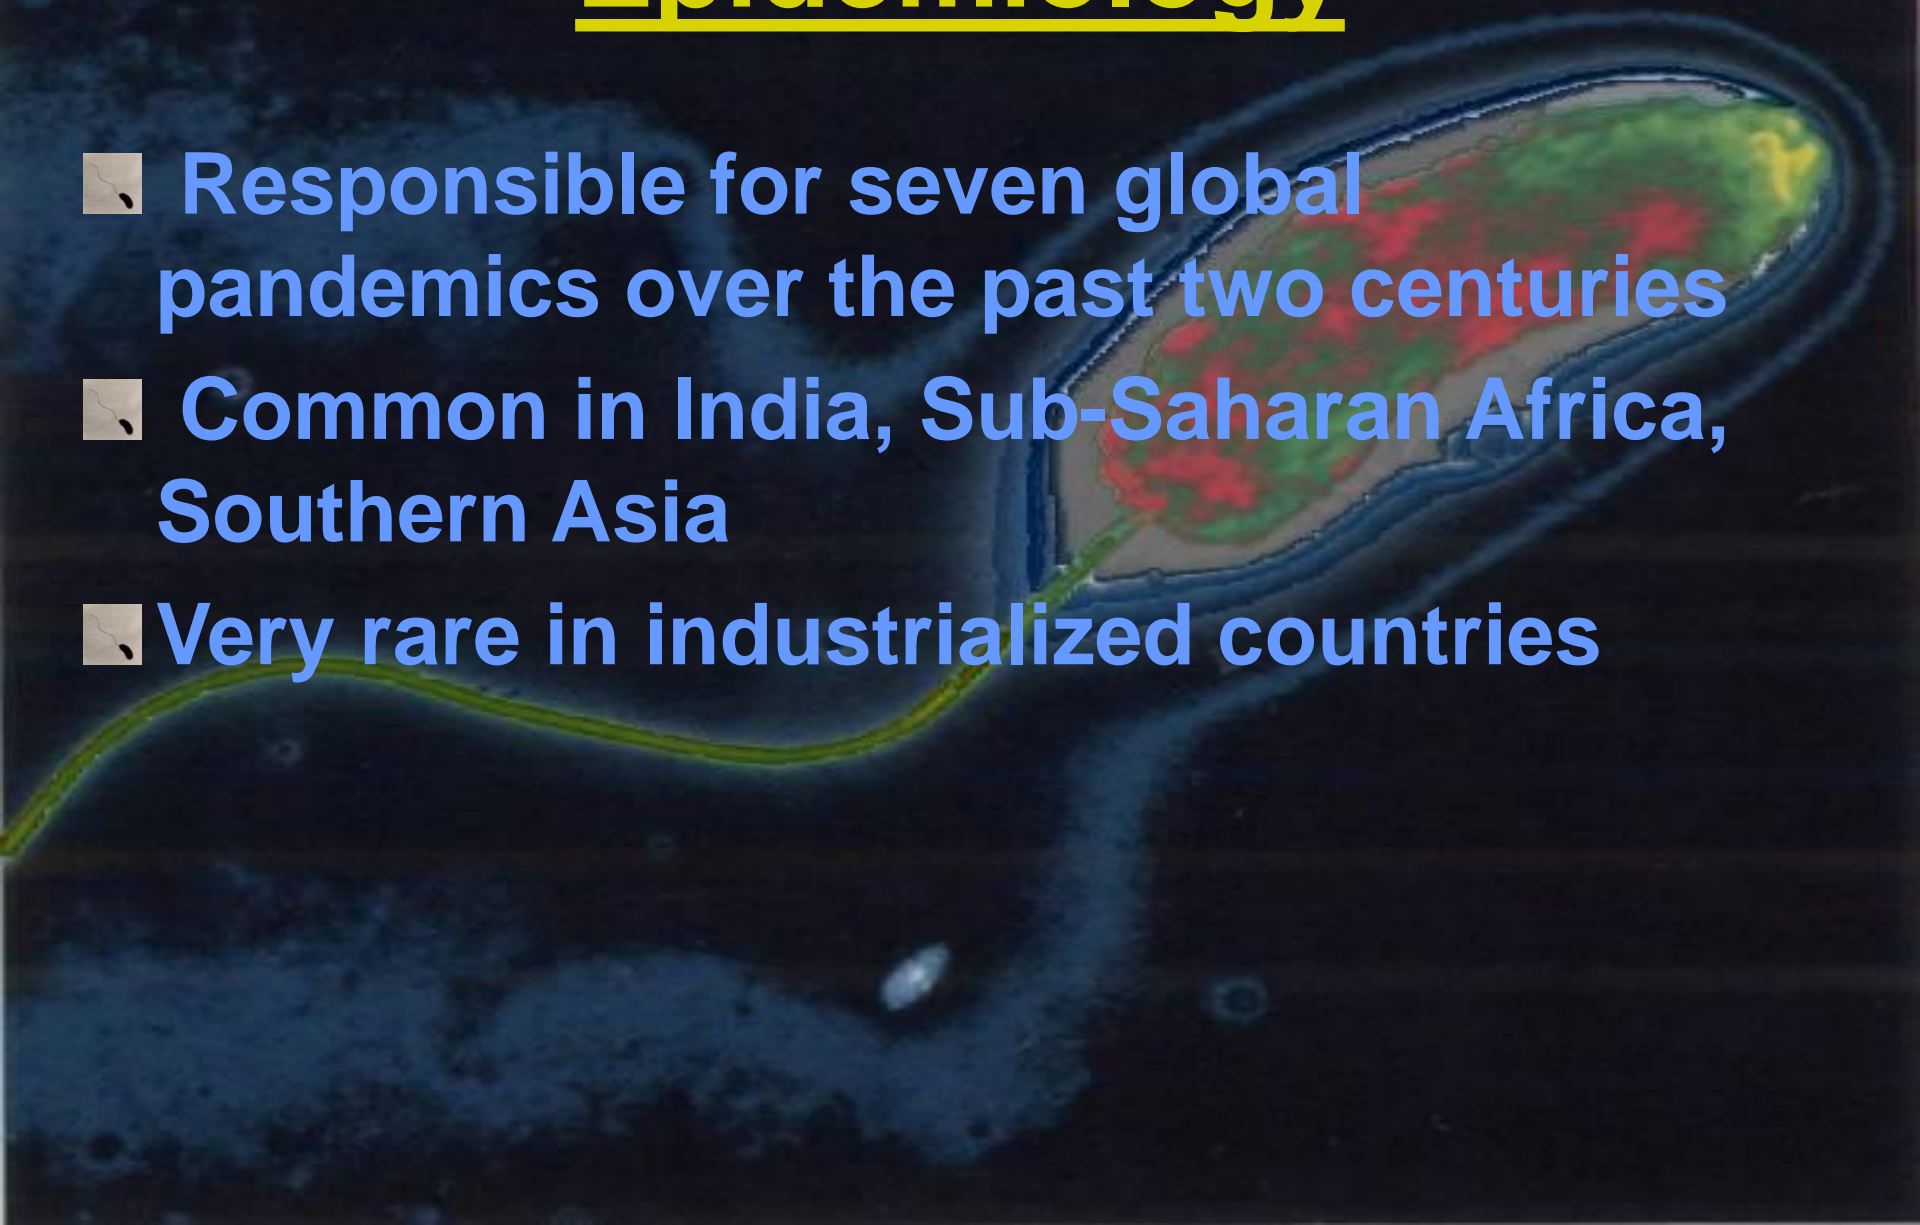 Epidemiology
Responsible for seven global
pandemics over the past two centuries
Common in India, Sub-Saharan Africa,
Southern Asia
Very rare in industrialized countries